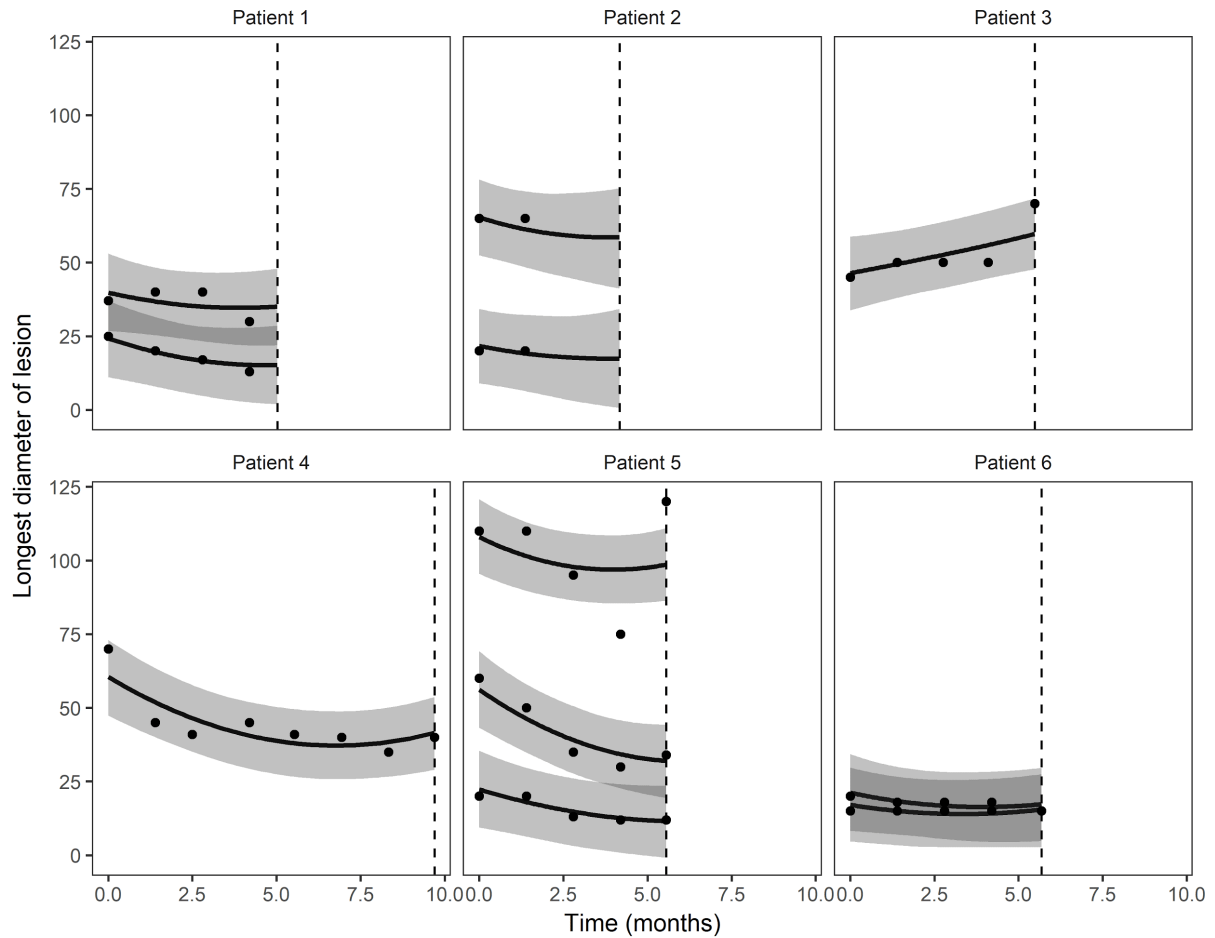 Patient 1 Patient 2 Patient 3
125
100
75
50
25
0
Patient 4 Patient 5 Patient 6
125
100
75
50
25
0
0.0 2.5 5.0 7.5 10.0 0.0 2.5 5.0 7.5 10.0 0.0 2.5 5.0 7.5 10.0
Time (months)
Longest diameter of lesion